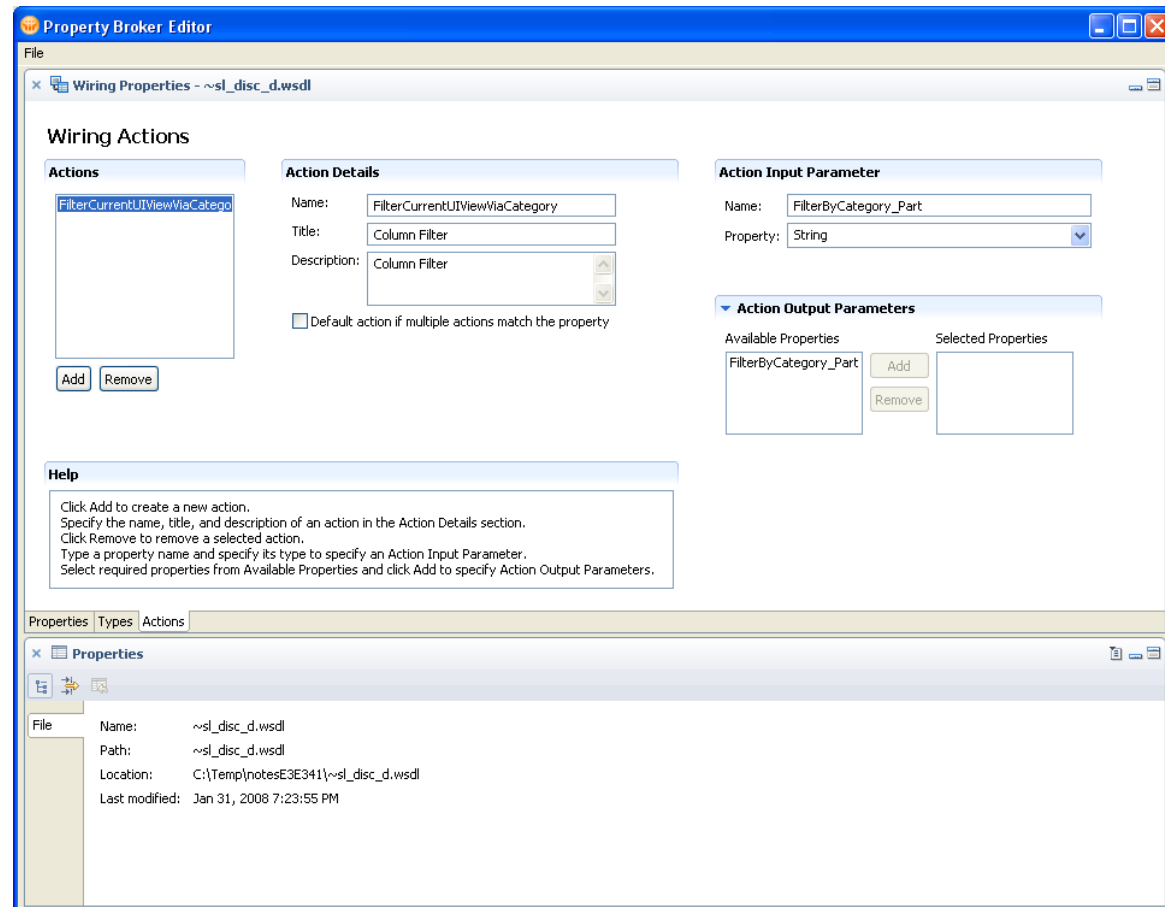 Property Broker Editor
File
Wiring Properties - ~sl_disc_d.wsdl
Wiring Actions
Actions
FilterCurrentUIViewViaCatego
Add
Remove
Action Details
Name: FilterCurrentUIViewViaCategory
Title: Column Filter
Description: Column Filter
Default action if multiple actions match the property
Action Input Parameter
Name: FilterByCategory_Part
Property: String
Action Output Parameters
Available Properties
FilterByCategory_Part
Add
Remove
Selected Properties
Help
Click Add to create a new action.
Specify the name, title, and description of an action in the Action Details section.
Click Remove to remove a selected action.
Type a property name and specify its type to specify an Action Input Parameter.
Select required properties from Available Properties and click Add to specify Action Output Parameters.
Properties Types Actions
Properties
File
Name: ~sl_disc_d.wsdl
Path: ~sl_disc_d.wsdl
Location: C:\Temp\notesE3E341\~sl_disc_d.wsdl
Last modified: Jan 31, 2008 7:23:55 PM